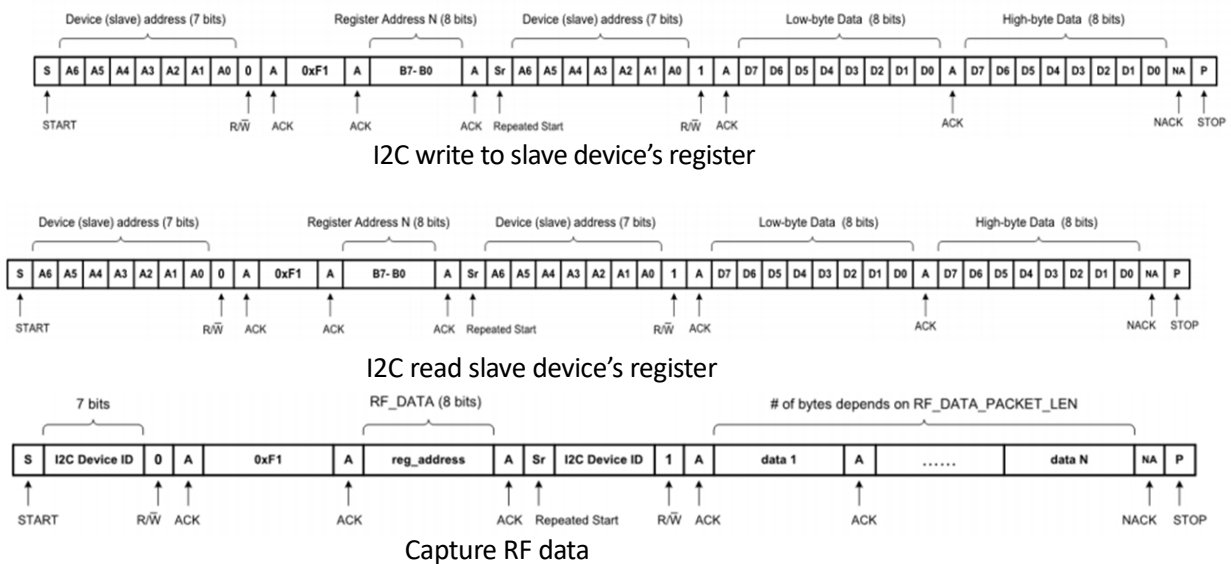 Device (slave) address (7 bits) Register Address N (8 bits) Device (slave) address (7 bits) Low-byte Data (8 bits) High-byte Data (8 bits)
S A6 A5 A4 A3 A2 A1 A0 0 A 0xF1 A B7- B0 A Sr A6 A5 A4 A3 A2 A1 A0 1 A D7 D6 D5 D4 D3 D2 D1 D0 A D7 D6 D5 D4 D3 D2 D1 D0 NA P
START R/W̅ ACK ACK ACK Repeated Start R/W̅ ACK ACK NACK STOP
I2C write to slave device’s register
Device (slave) address (7 bits) Register Address N (8 bits) Device (slave) address (7 bits) Low-byte Data (8 bits) High-byte Data (8 bits)
S A6 A5 A4 A3 A2 A1 A0 0 A 0xF1 A B7- B0 A Sr A6 A5 A4 A3 A2 A1 A0 1 A D7 D6 D5 D4 D3 D2 D1 D0 A D7 D6 D5 D4 D3 D2 D1 D0 NA P
START R/W̅ ACK ACK ACK Repeated Start R/W̅ ACK ACK NACK STOP
I2C read slave device’s register
7 bits RF_DATA (8 bits) # of bytes depends on RF_DATA_PACKET_LEN
S I2C Device ID 0 A 0xF1 A reg_address A Sr I2C Device ID 1 A data 1 A ...... data N NA P
START R/W̅ ACK ACK ACK Repeated Start R/W̅ ACK ACK NACK STOP
Capture RF data